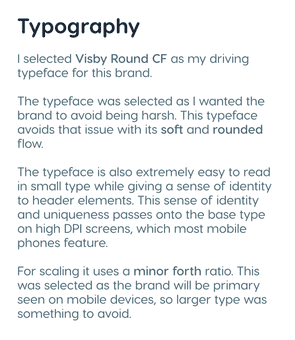 Typography
I selected Visby Round CF as my driving
typeface for this brand.
The typeface was selected as I wanted the
brand to avoid being harsh. This typeface
avoids that issue with its soft and rounded
flow.
The typeface is also extremely easy to read
in small type while giving a sense of identity
to header elements. This sense of identity
and uniqueness passes onto the base type
on high DPI screens, which most mobile
phones feature.
For scaling it uses a minor forth ratio. This
was selected as the brand will be primary
seen on mobile devices, so larger type was
something to avoid.